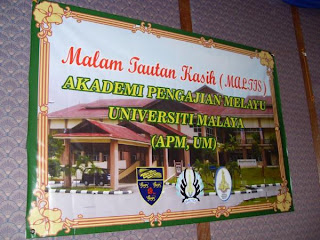 Malam Tautan Kasih (MALTIS)
AKADEMI PENGAJIAN MELAYU
UNIVERSITI MALAYA
(APM, UM)